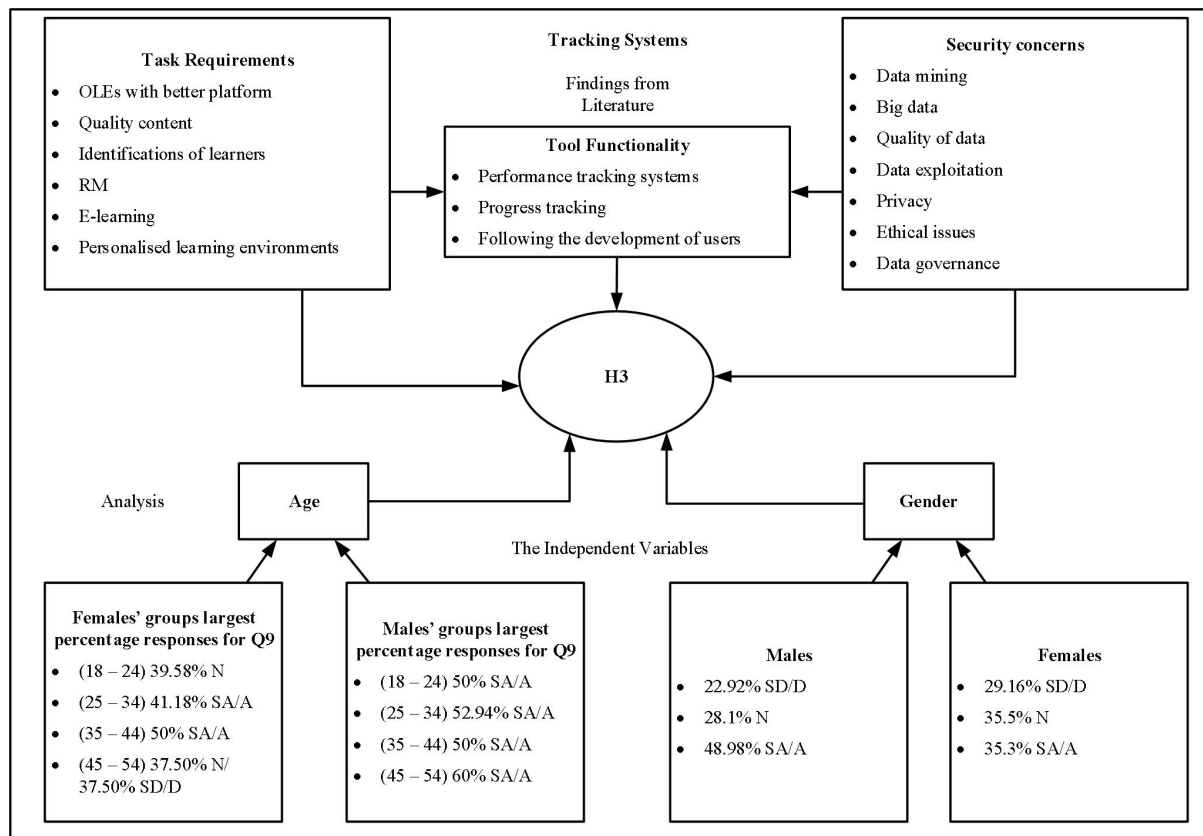 Task Requirements
• OLEs with better platform
• Quality content
• Identifications of learners
• RM
• E-learning
• Personalised learning environments
Tracking Systems
Findings from
Literature
Tool Functionality
• Performance tracking systems
• Progress tracking
• Following the development of users
Security concerns
• Data mining
• Big data
• Quality of data
• Data exploitation
• Privacy
• Ethical issues
• Data governance
H3
Analysis
Age
Gender
The Independent Variables
Females’ groups largest
percentage responses for Q9
• (18 – 24) 39.58% N
• (25 – 34) 41.18% SA/A
• (35 – 44) 50% SA/A
• (45 – 54) 37.50% N/
37.50% SD/D
Males’ groups largest
percentage responses for Q9
• (18 – 24) 50% SA/A
• (25 – 34) 52.94% SA/A
• (35 – 44) 50% SA/A
• (45 – 54) 60% SA/A
Males
• 22.92% SD/D
• 28.1% N
• 48.98% SA/A
Females
• 29.16% SD/D
• 35.5% N
• 35.3% SA/A